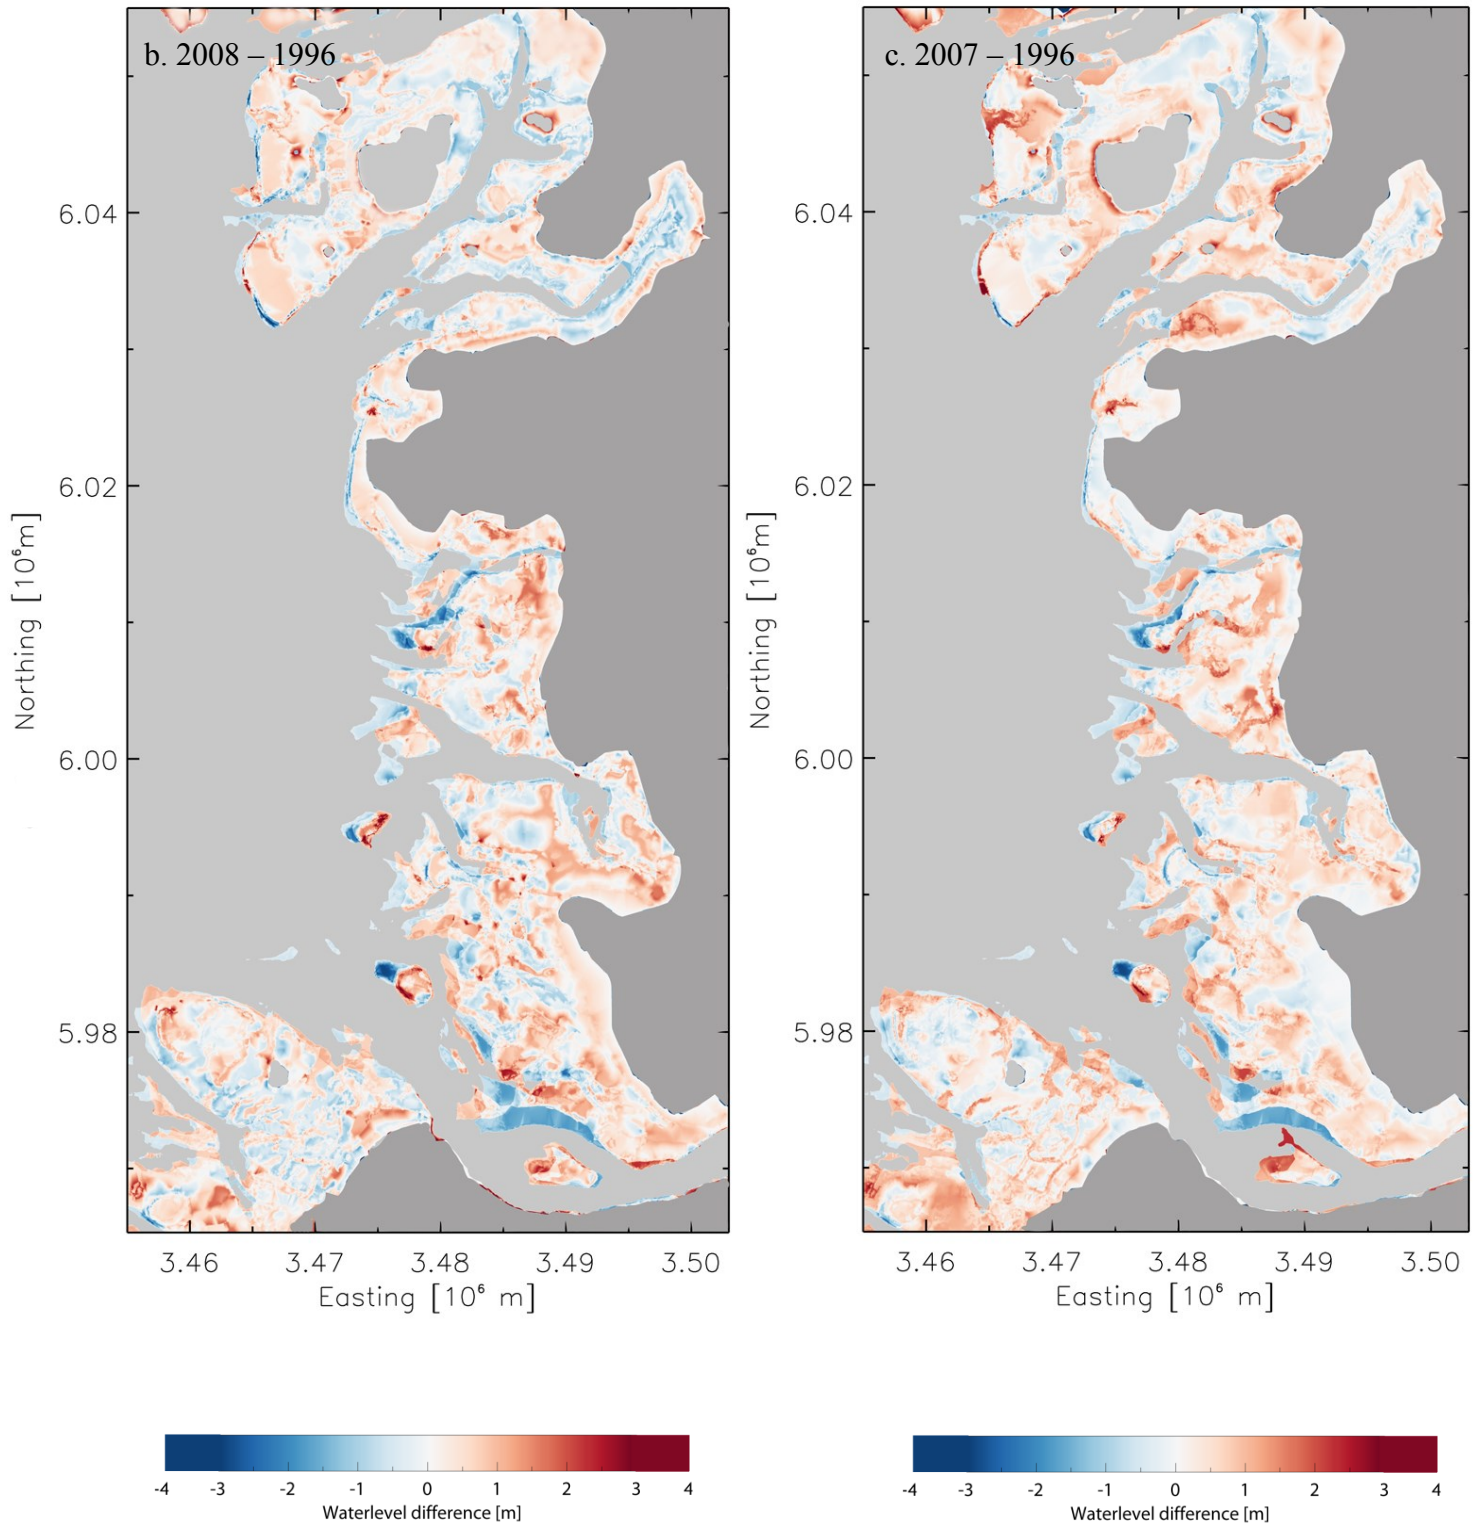 b. 2008 – 1996
c. 2007 – 1996
6.04
6.02
6.00
5.98
Northing [10⁶m]
3.46 3.47 3.48 3.49 3.50
Easting [10⁶ m]
6.04
6.02
6.00
5.98
Northing [10⁶m]
3.46 3.47 3.48 3.49 3.50
Easting [10⁶ m]
-4 -3 -2 -1 0 1 2 3 4
Waterlevel difference [m]
-4 -3 -2 -1 0 1 2 3 4
Waterlevel difference [m]